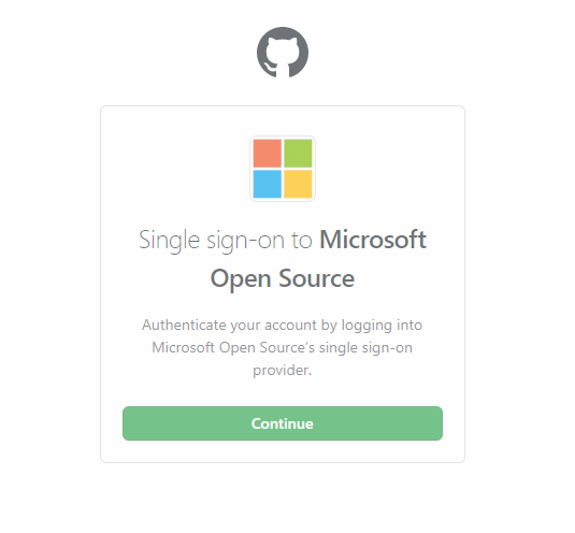 Single sign-on to Microsoft
Open Source
Authenticate your account by logging into
Microsoft Open Source's single sign-on
provider.
Continue